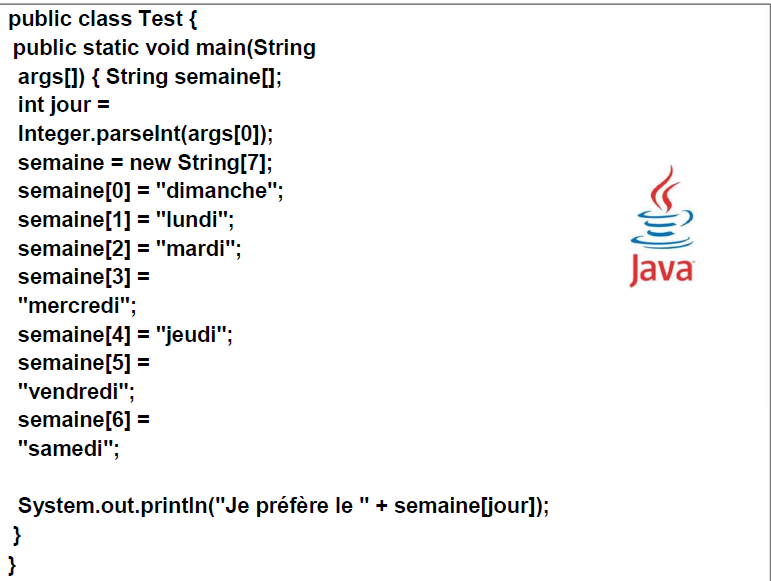 public class Test {
public static void main(String
args[]) { String semaine[];
int jour =
Integer.parseInt(args[0]);
semaine = new String[7];
semaine[0] = "dimanche";
semaine[1] = "lundi";
semaine[2] = "mardi";
semaine[3] =
"mercredi";
semaine[4] = "jeudi";
semaine[5] =
"vendredi";
semaine[6] =
"samedi";
System.out.println("Je préfère le " + semaine[jour]);
}
}
Java